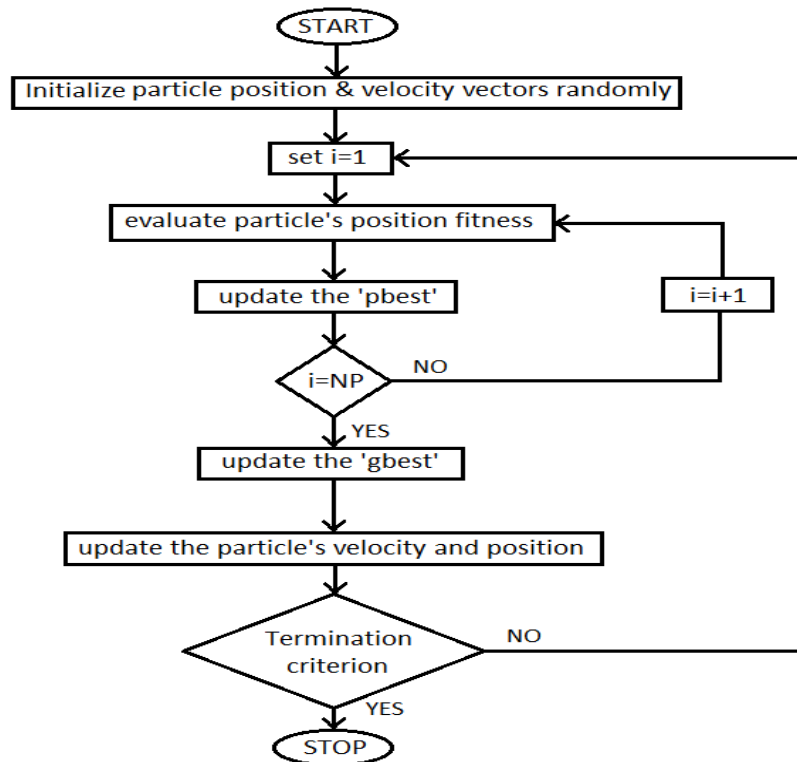 START
Initialize particle position & velocity vectors randomly
set i=1
evaluate particle's position fitness
update the 'pbest'
i=i+1
i=NP
NO
YES
update the 'gbest'
update the particle's velocity and position
Termination
criterion
NO
YES
STOP